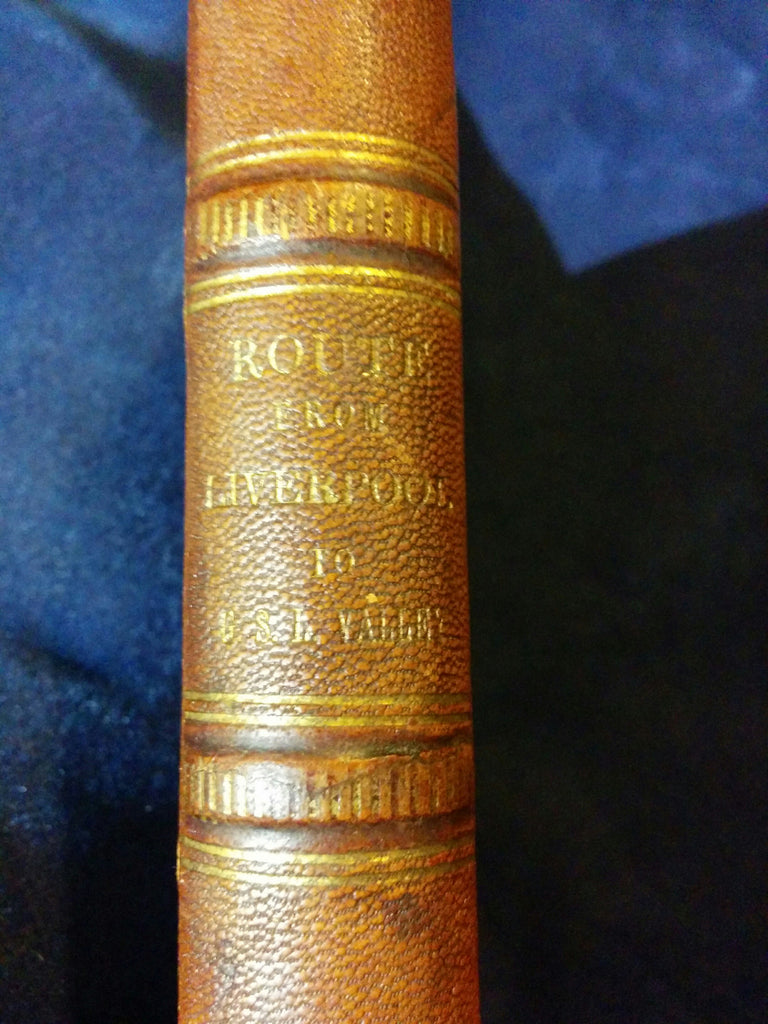 ROUTE
FROM
LIVERPOOL
TO
G. S. L. VALLEY